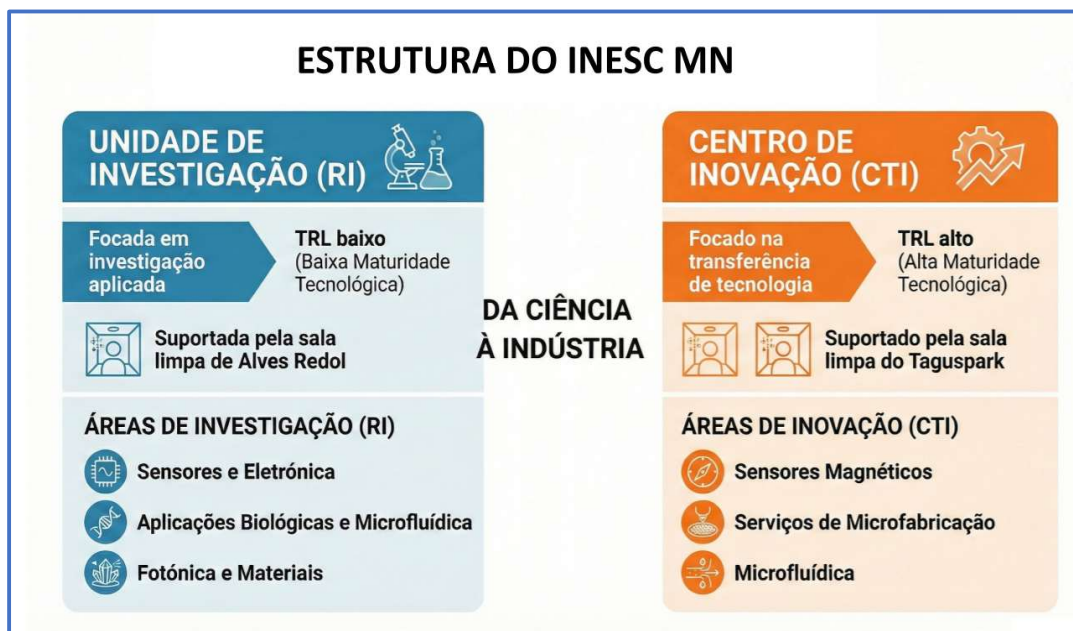 ESTRUTURA DO INESC MN
UNIDADE DE
INVESTIGAÇÃO (RI)
Focada em
investigação
aplicada
TRL baixo
(Baixa Maturidade
Tecnológica)
Suportada pela sala
limpa de Alves Redol
ÁREAS DE INVESTIGAÇÃO (RI)
Sensores e Eletrónica
Aplicações Biológicas e Microfluídica
Fotónica e Materiais
DA CIÊNCIA
À INDÚSTRIA
CENTRO DE
INOVAÇÃO (CTI)
Focado na
transferência
de tecnologia
TRL alto
(Alta Maturidade
Tecnológica)
Suportado pela sala
limpa do Taguspark
ÁREAS DE INOVAÇÃO (CTI)
Sensores Magnéticos
Serviços de Microfabricação
Microfluídica